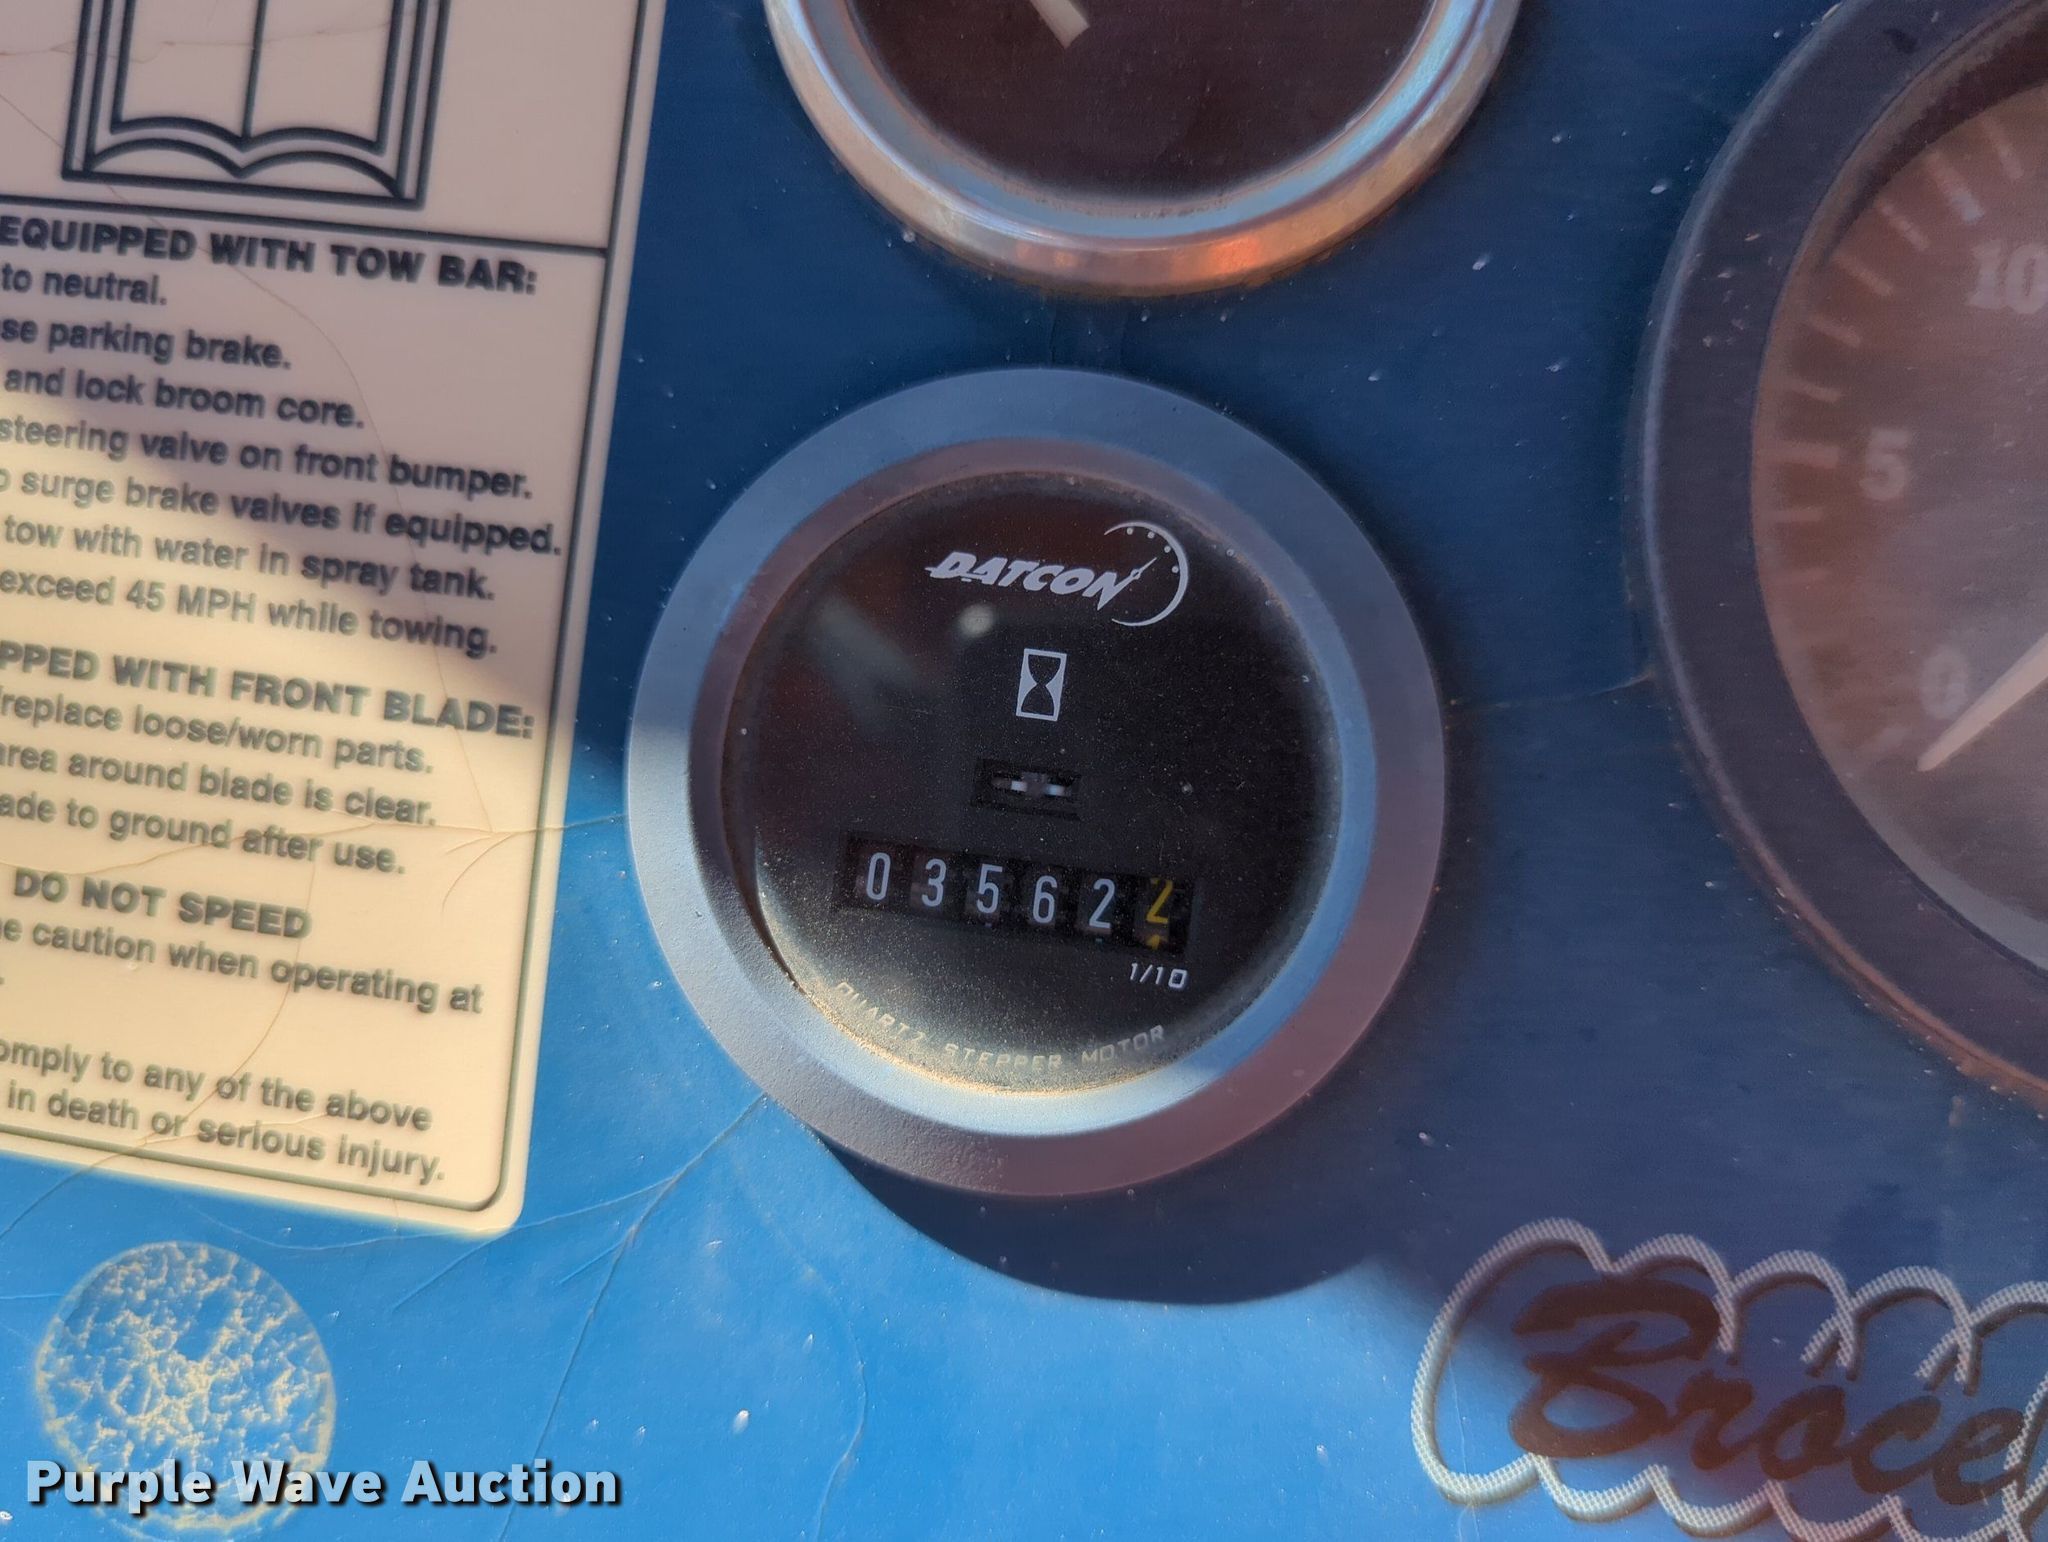 EQUIPPED WITH TOW BAR:
to neutral.
se parking brake.
and lock broom core.
steering valve on front bumper.
surge brake valves if equipped.
tow with water in spray tank.
exceed 45 MPH while towing.
PPED WITH FRONT BLADE:
/replace loose/worn parts.
area around blade is clear.
ade to ground after use.
DO NOT SPEED
e caution when operating at
omply to any of the above
in death or serious injury.
DATCON
035622
1/10
QUARTZ STEPPER MOTOR
10
5
0
Broce
Purple Wave Auction